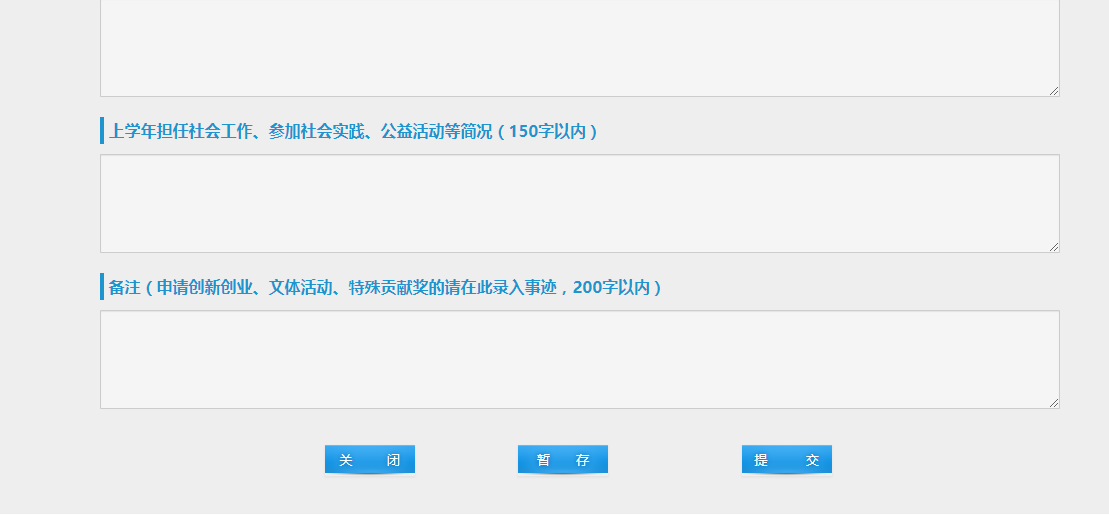 上学年担任社会工作、参加社会实践、公益活动等简况（150字以内）
备注（申请创新创业、文体活动、特殊贡献奖的请在此录入事迹，200字以内）
关 闭 暂 存 提 交